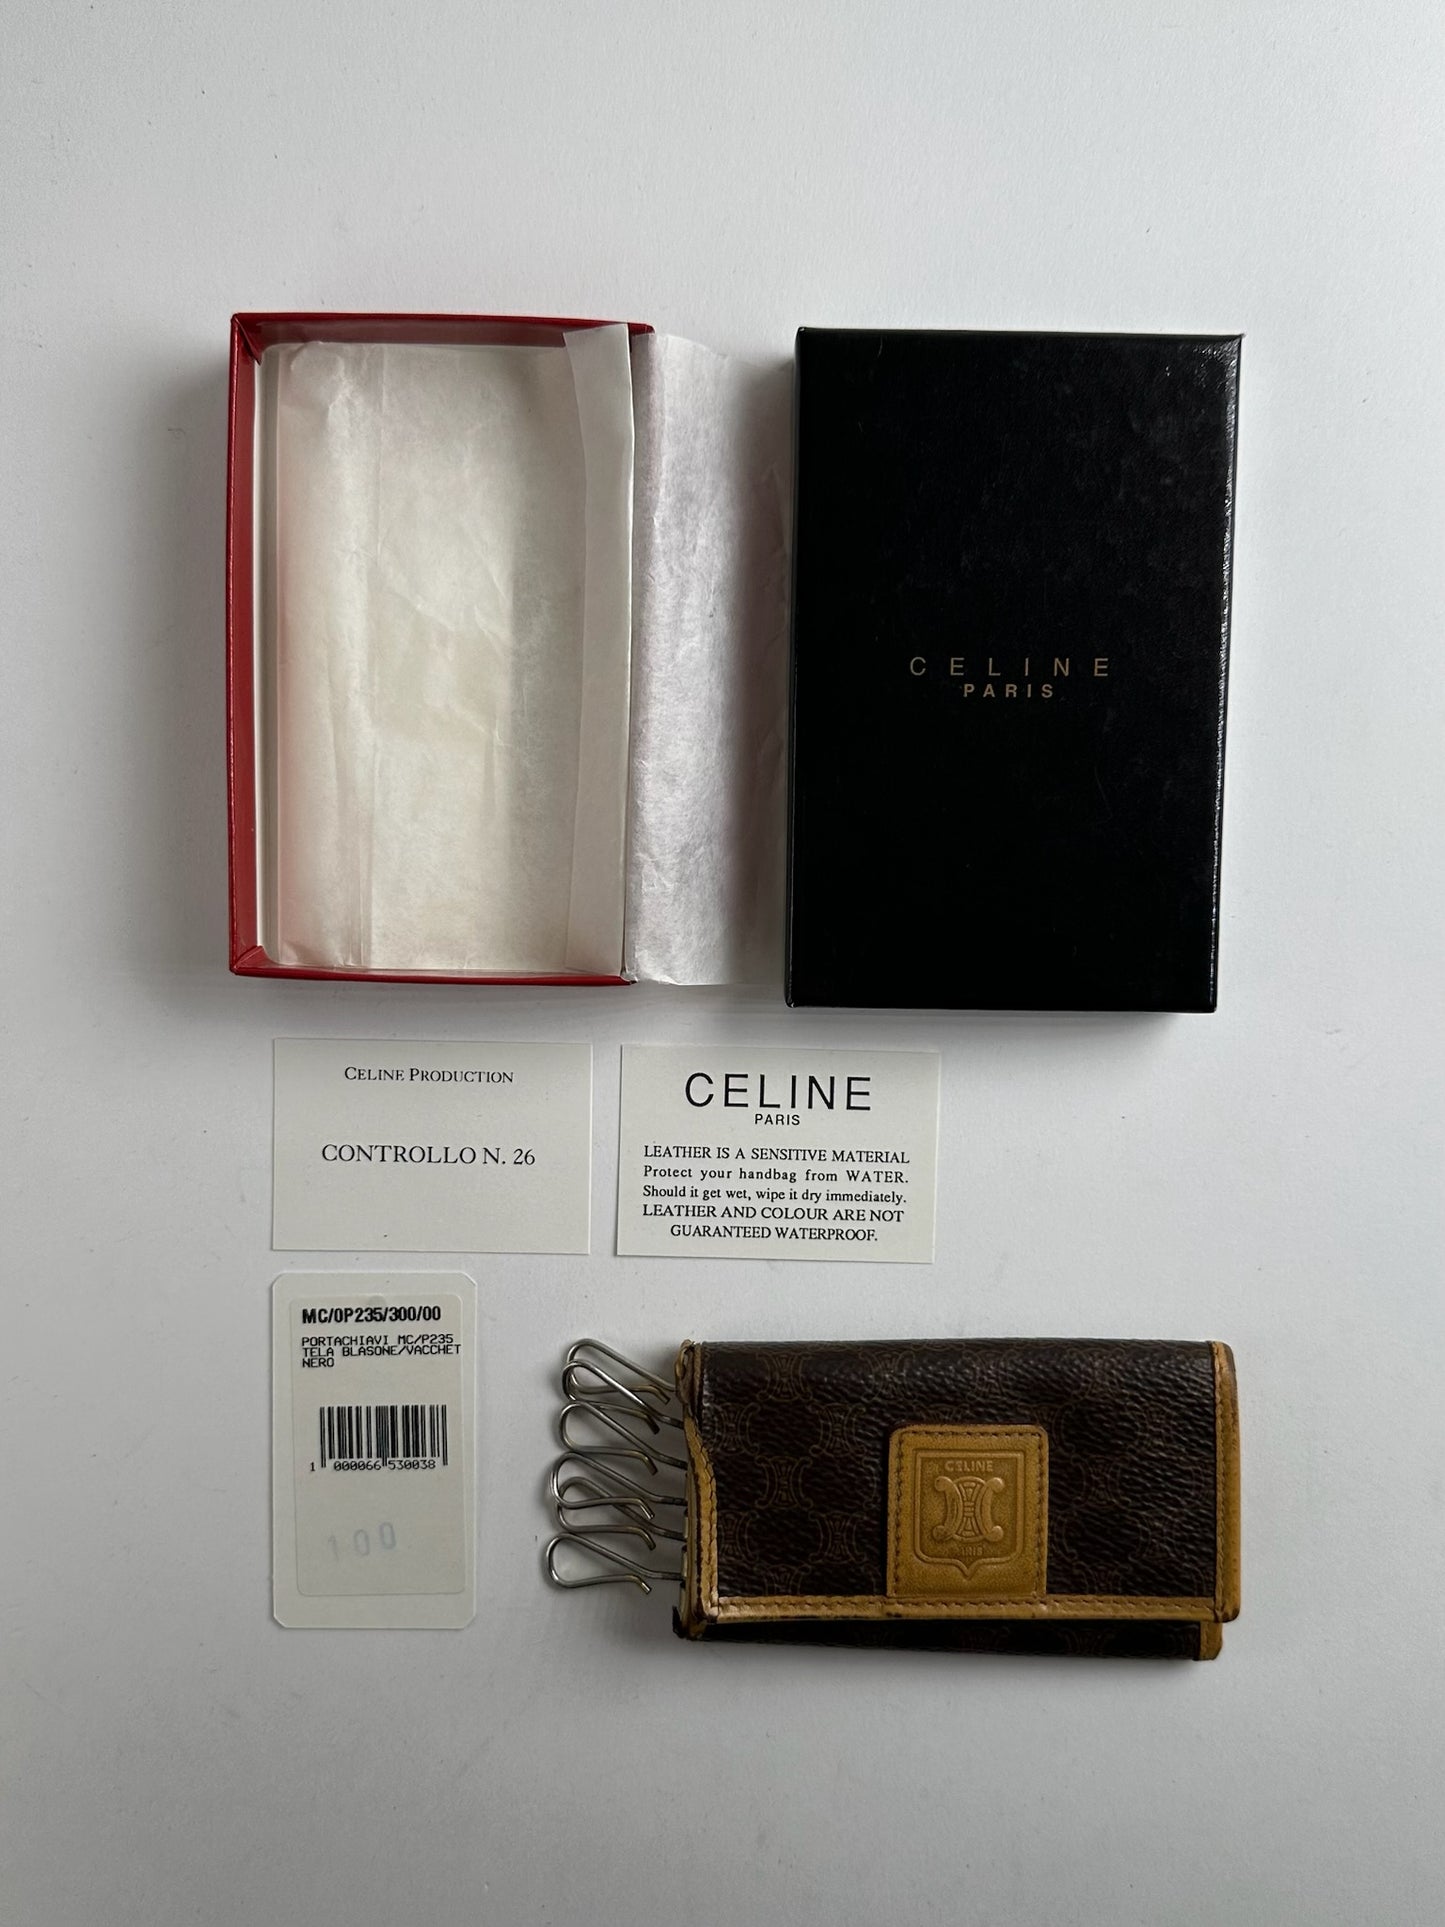 CELINE
PARIS
CELINE PRODUCTION
CONTROLLO N. 26
CELINE
PARIS
LEATHER IS A SENSITIVE MATERIAL
Protect your handbag from WATER.
Should it get wet, wipe it dry immediately.
LEATHER AND COLOUR ARE NOT
GUARANTEED WATERPROOF.
MC/0P235/300/00
PORTACHIAVI MC/P235
TELA BLASONE/VACCHET
NERO
1 000066 530038
100
CELINE